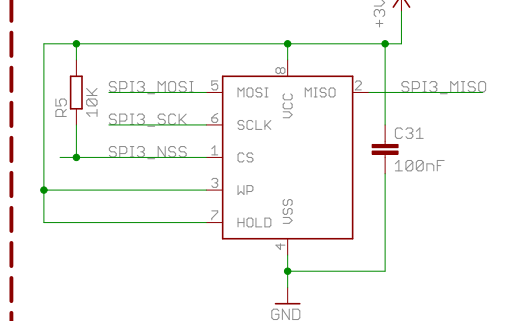 +3V
8
SPI3_MOSI 5 MOSI VCC MISO 2 SPI3_MISO
R5 10K
SPI3_SCK 6 SCLK
C31
SPI3_NSS 1 CS
100nF
3 WP
7 HOLD VSS
4
GND